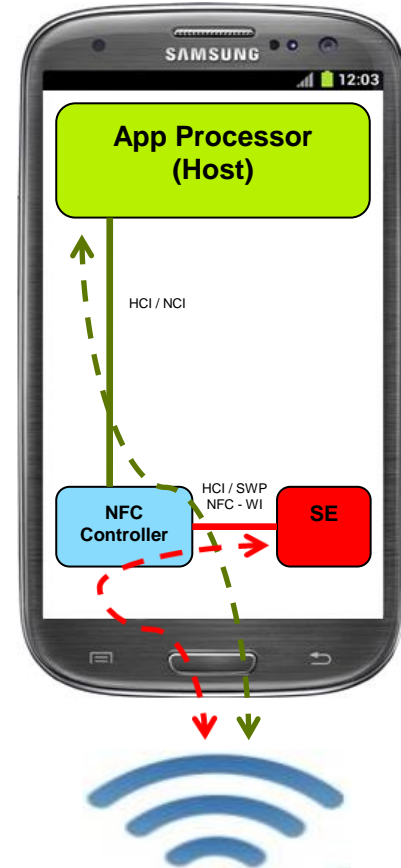 SAMSUNG
12:03
App Processor
(Host)
HCI / NCI
HCI / SWP
NFC - WI
NFC
Controller
SE